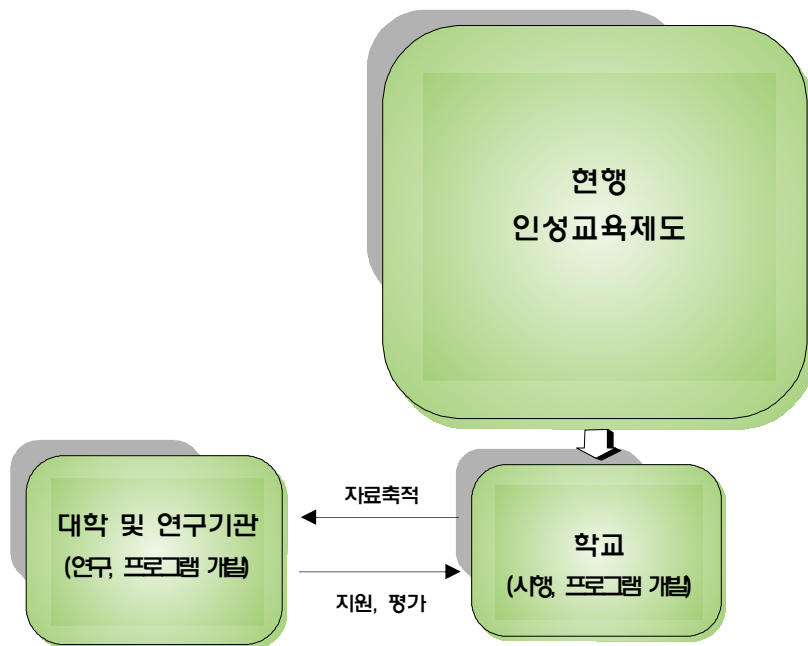 현행
인성교육제도
자료축적
대학 및 연구기관
(연구, 프로그램 개발)
학교
(시행, 프로그램 개발)
지원, 평가